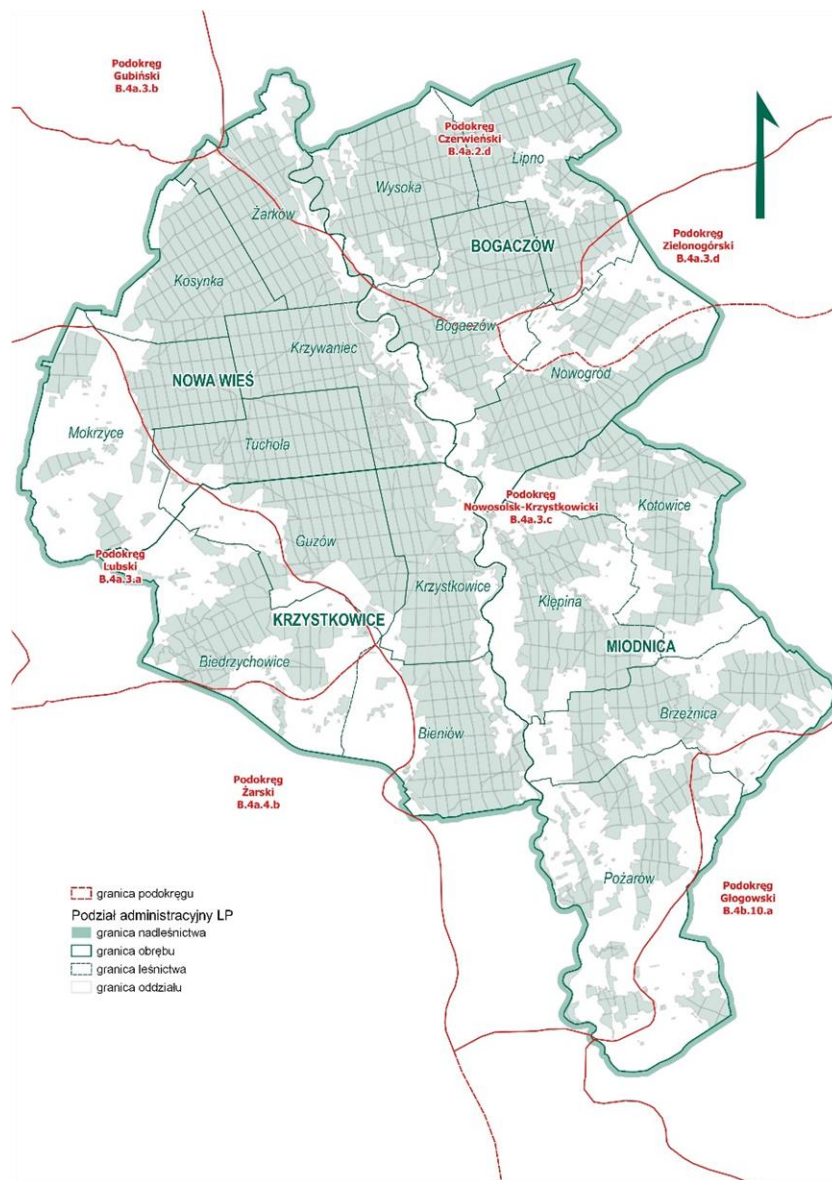 Podokręg
Gubiński
B.4a.3.b
Podokręg
Czerwieński
B.4a.2.d
Lipno
Wysoka
Żarków
BOGACZÓW
Podokręg
Zielonogórski
B.4a.3.d
Kosynka
Bogaczów
Krzywaniec
NOWA WIEŚ
Nowogród
Mokrzyce
Tuchola
Podokręg
Nowosolsk-Krzystkowicki
B.4a.3.c
Kotowice
Guzów
Podokręg
Lubski
B.4a.3.a
Krzystkowice
Klępina
KRZYSTKOWICE
MIODNICA
Biedrzychowice
Brzeźnica
Bieniów
Podokręg
Żarski
B.4a.4.b
Pożarów
Podokręg
Głogowski
B.4b.10.a
granica podokręgu
Podział administracyjny LP
granica nadleśnictwa
granica obrębu
granica leśnictwa
granica oddziału